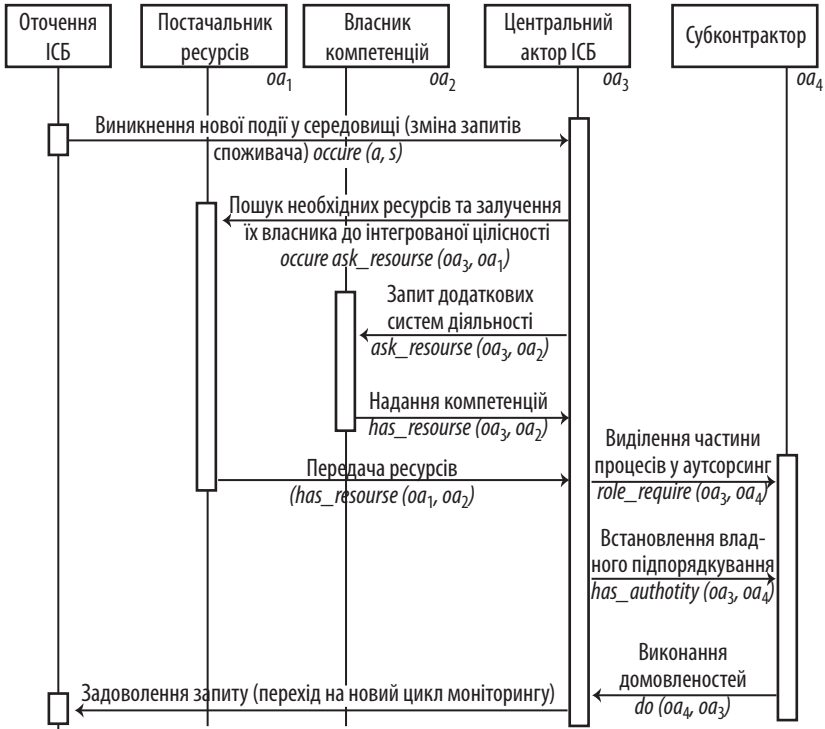 Оточення
ІСБ
Постачальник
ресурсів
oa₁
Власник
компетенцій
oa₂
Центральний
актор ІСБ
oa₃
Субконтрактор
oa₄
Виникнення нової події у середовищі (зміна запитів
споживача) occure (a, s)
Пошук необхідних ресурсів та залучення
їх власника до інтегрованої цілісності
occure ask_resourse (oa₃, oa₁)
Запит додаткових
систем діяльності
ask_resourse (oa₃, oa₂)
Надання компетенцій
has_resourse (oa₃, oa₂)
Передача ресурсів
(has_resourse (oa₁, oa₂)
Виділення частини
процесів у аутсорсинг
role_require (oa₃, oa₄)
Встановлення влад-
ного підпорядкування
has_authotity (oa₃, oa₄)
Виконання
домовленостей
do (oa₄, oa₃)
Задоволення запиту (перехід на новий цикл моніторингу)